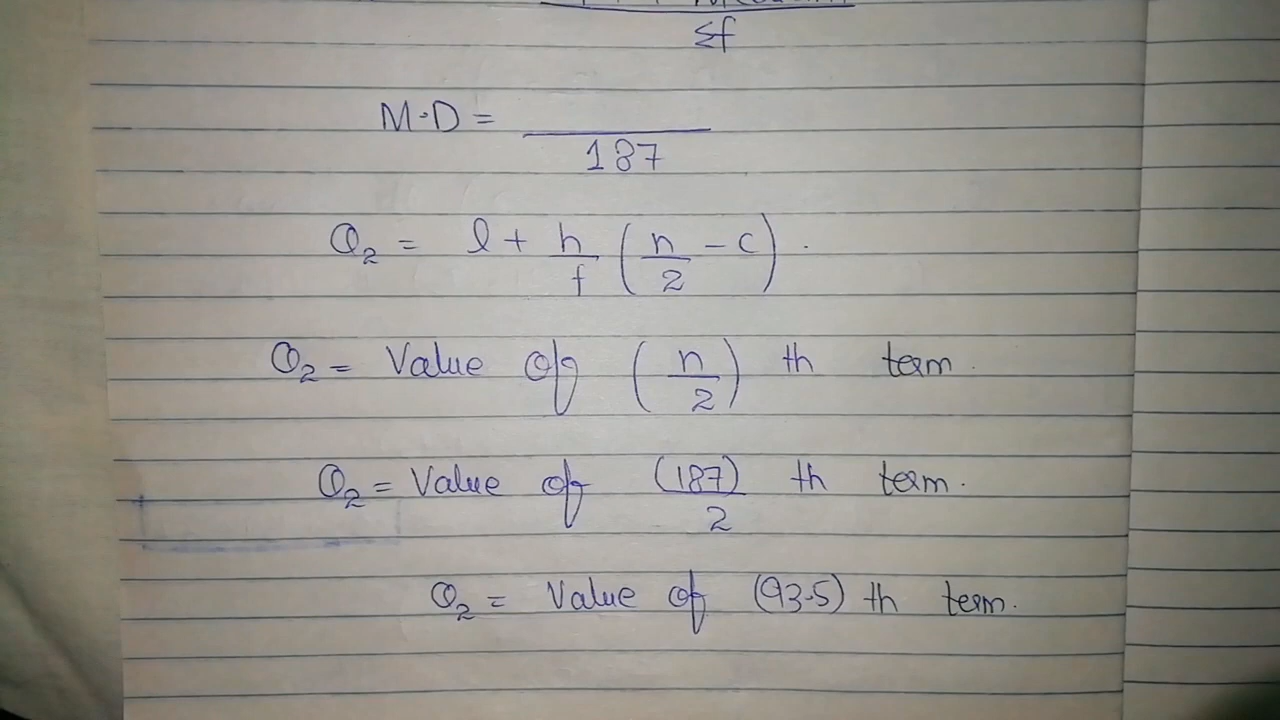 Σf
M.D = ___
187
Q₂ = l + h/f (n/2 - c).
Q₂ = Value of (n/2) th term.
Q₂ = Value of (187)/2 th term.
Q₂ = Value of (93.5) th term.